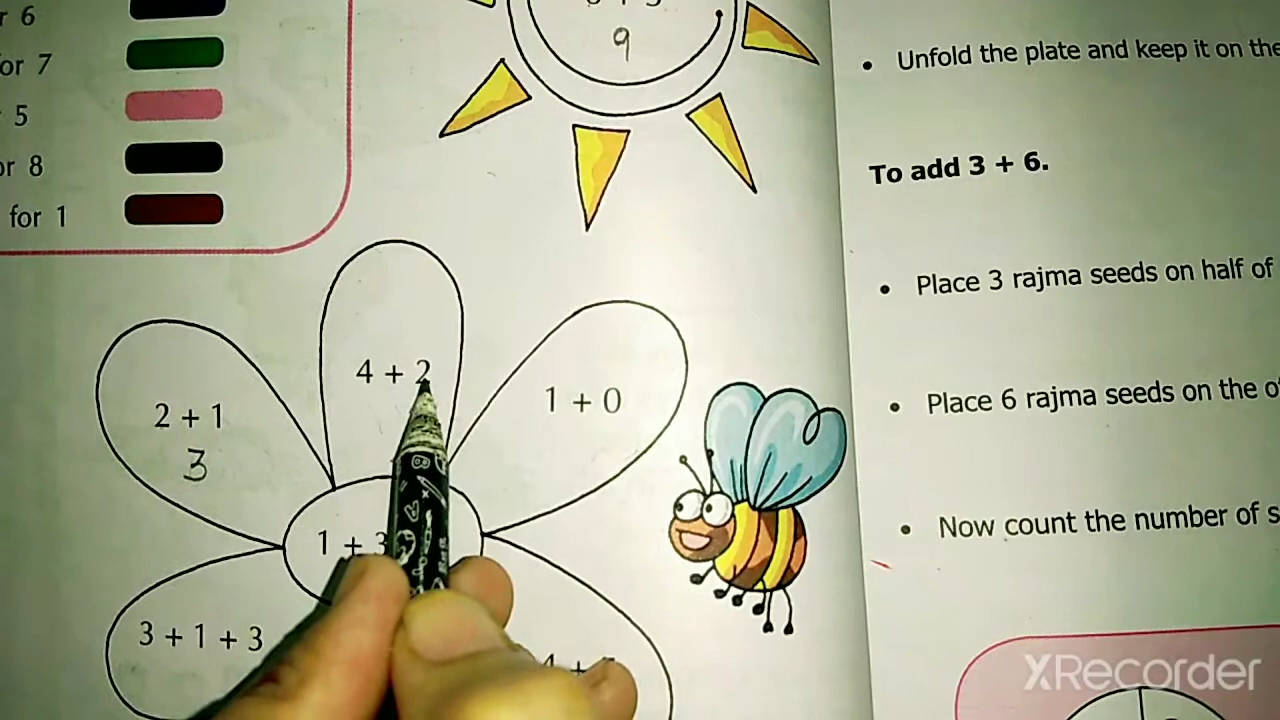 r 6
or 7
5
or 8
for 1
9
4 + 2
2 + 1
3
1 + 0
1 + 3
3 + 1 + 3
• Unfold the plate and keep it on the
To add 3 + 6.
• Place 3 rajma seeds on half of
• Place 6 rajma seeds on the o
• Now count the number of s
XRecorder